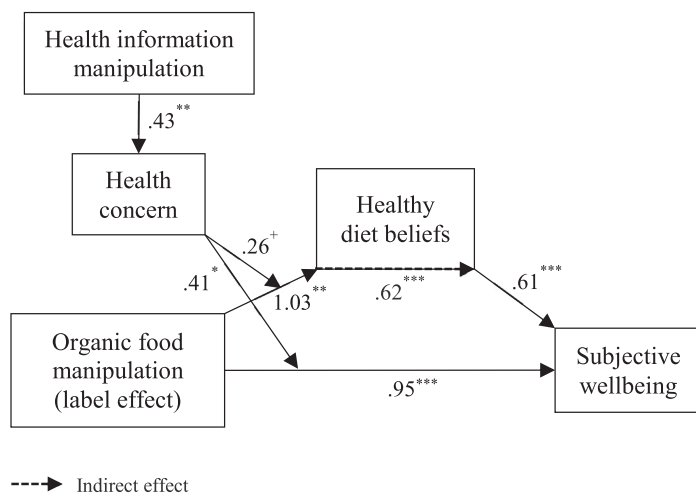 Health information
manipulation
.43**
Health
concern
Healthy
diet beliefs
.26+
.41*
1.03**
.62***
.61***
Organic food
manipulation
(label effect)
.95***
Subjective
wellbeing
Indirect effect